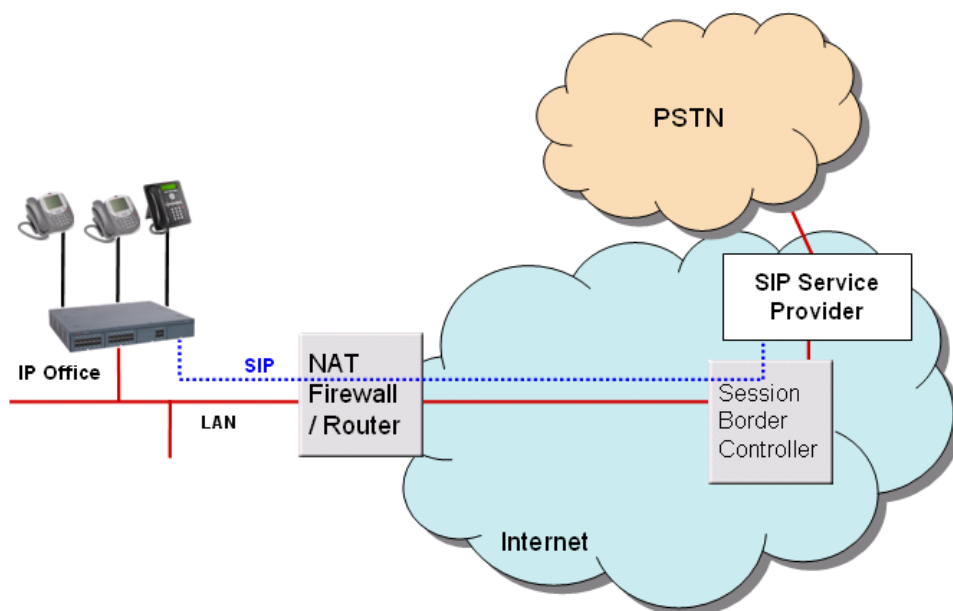 PSTN
SIP Service
Provider
IP Office
SIP
NAT
Firewall
/ Router
LAN
Session
Border
Controller
Internet